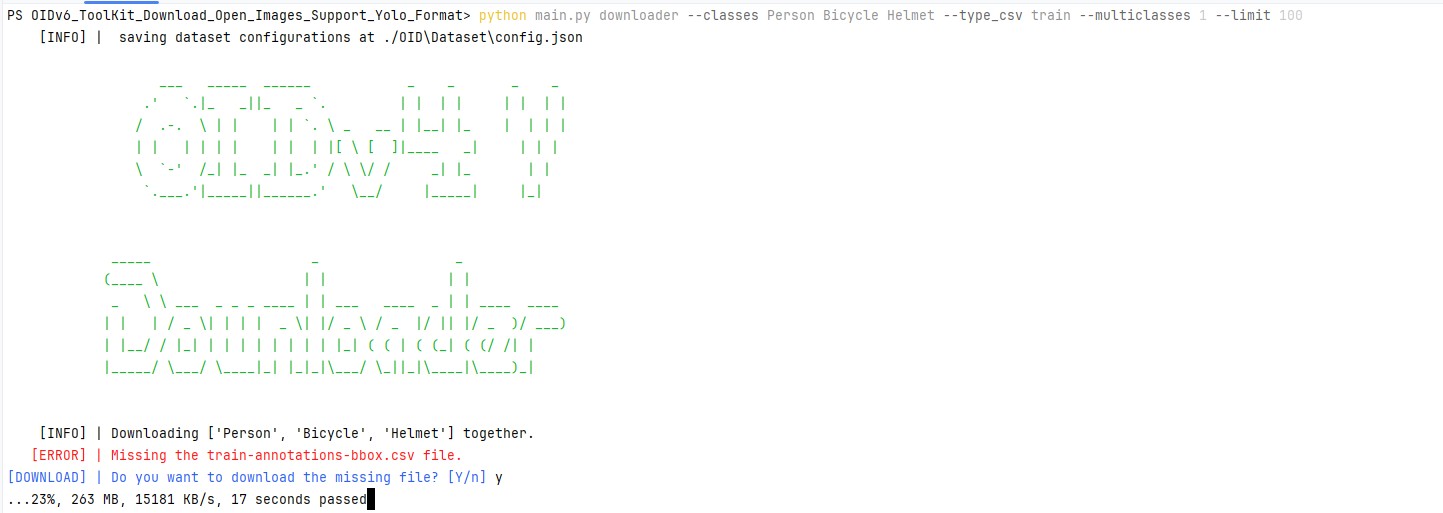 PS OIDv6_ToolKit_Download_Open_Images_Support_Yolo_Format> python main.py downloader --classes Person Bicycle Helmet --type_csv train --multiclasses 1 --limit 100
[INFO] | saving dataset configurations at ./OID\Dataset\config.json
OIDv4 Y
Downloader
[INFO] | Downloading ['Person', 'Bicycle', 'Helmet'] together.
[ERROR] | Missing the train-annotations-bbox.csv file.
[DOWNLOAD] | Do you want to download the missing file? [Y/n] y
...23%, 263 MB, 15181 KB/s, 17 seconds passed